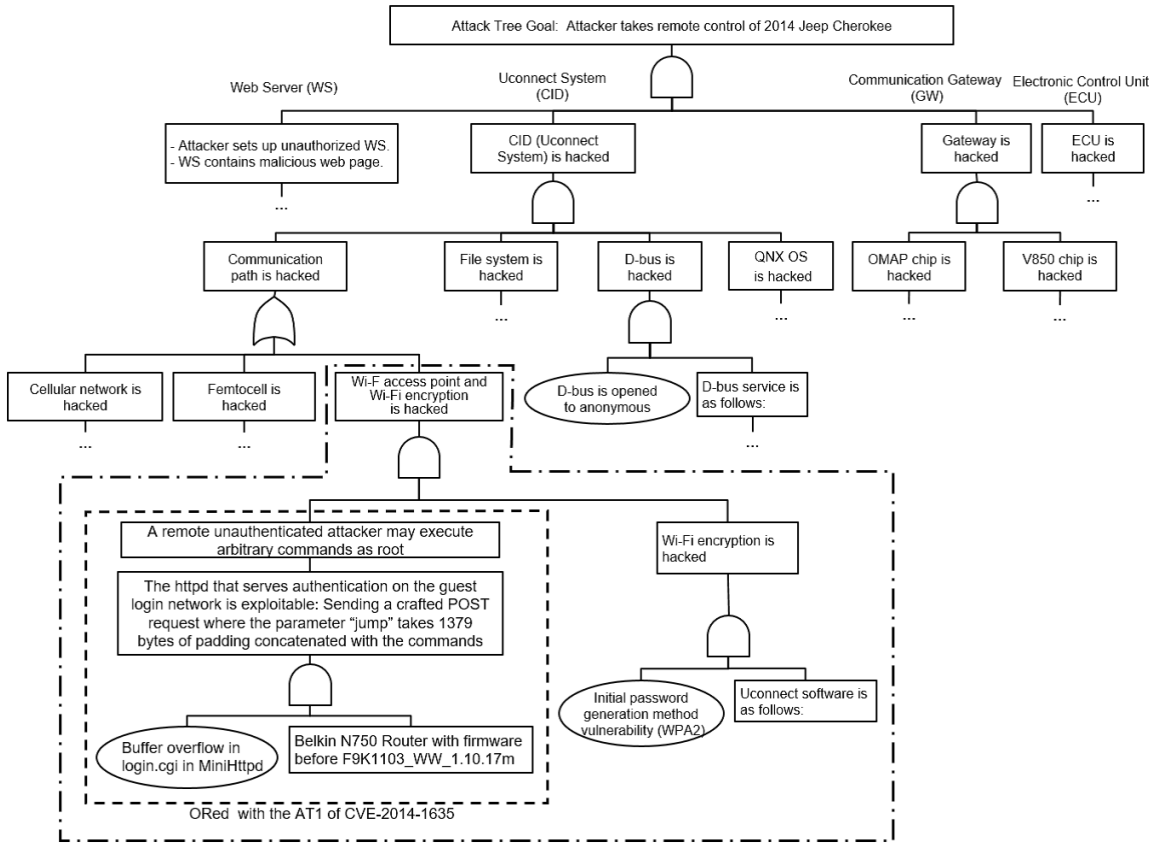 Attack Tree Goal: Attacker takes remote control of 2014 Jeep Cherokee
Web Server (WS)
Uconnect System
(CID)
Communication Gateway
(GW)
Electronic Control Unit
(ECU)
- Attacker sets up unauthorized WS.
- WS contains malicious web page.
...
CID (Uconnect
System) is hacked
Gateway is
hacked
ECU is
hacked
...
Communication
path is hacked
File system is
hacked
...
D-bus is
hacked
QNX OS
is hacked
...
OMAP chip is
hacked
...
V850 chip is
hacked
...
Cellular network is
hacked
...
Femtocell is
hacked
...
Wi-F access point and
Wi-Fi encryption
is hacked
D-bus is opened
to anonymous
D-bus service is
as follows:
...
A remote unauthenticated attacker may execute
arbitrary commands as root
Wi-Fi encryption is
hacked
The httpd that serves authentication on the guest
login network is exploitable: Sending a crafted POST
request where the parameter “jump” takes 1379
bytes of padding concatenated with the commands
Initial password
generation method
vulnerability (WPA2)
Uconnect software is
as follows:
Buffer overflow in
login.cgi in MiniHttpd
Belkin N750 Router with firmware
before F9K1103_WW_1.10.17m
ORed with the AT1 of CVE-2014-1635